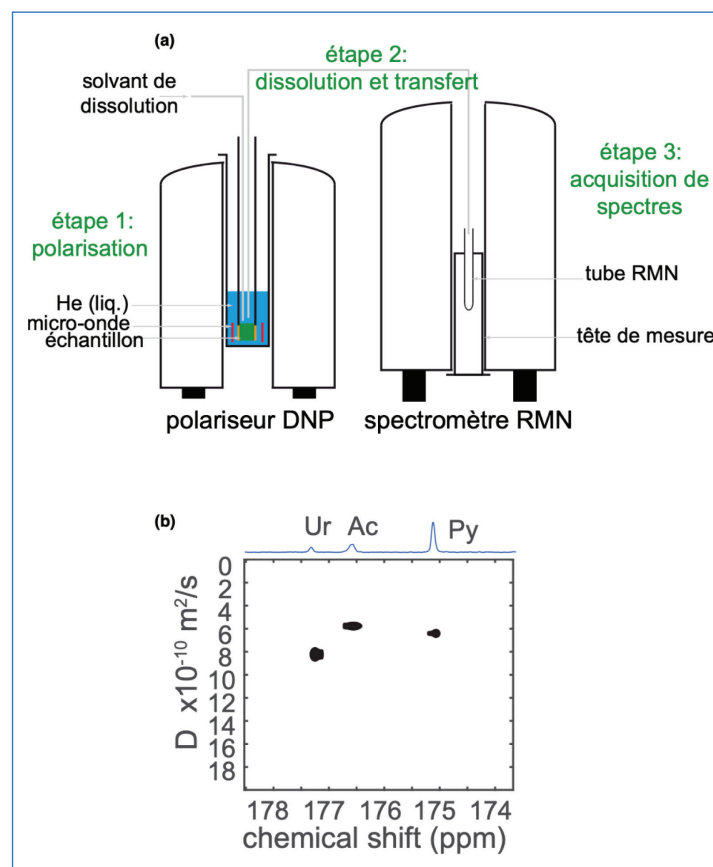 (a)
étape 2:
dissolution et transfert
solvant de
dissolution
étape 3:
acquisition de
spectres
étape 1:
polarisation
tube RMN
He (liq.)
micro-onde
échantillon
tête de mesure
polariseur DNP
spectromètre RMN
(b)
Ur Ac Py
0
2
4
6
8
10
12
14
16
18
D x10-10 m2/s
178 177 176 175 174
chemical shift (ppm)